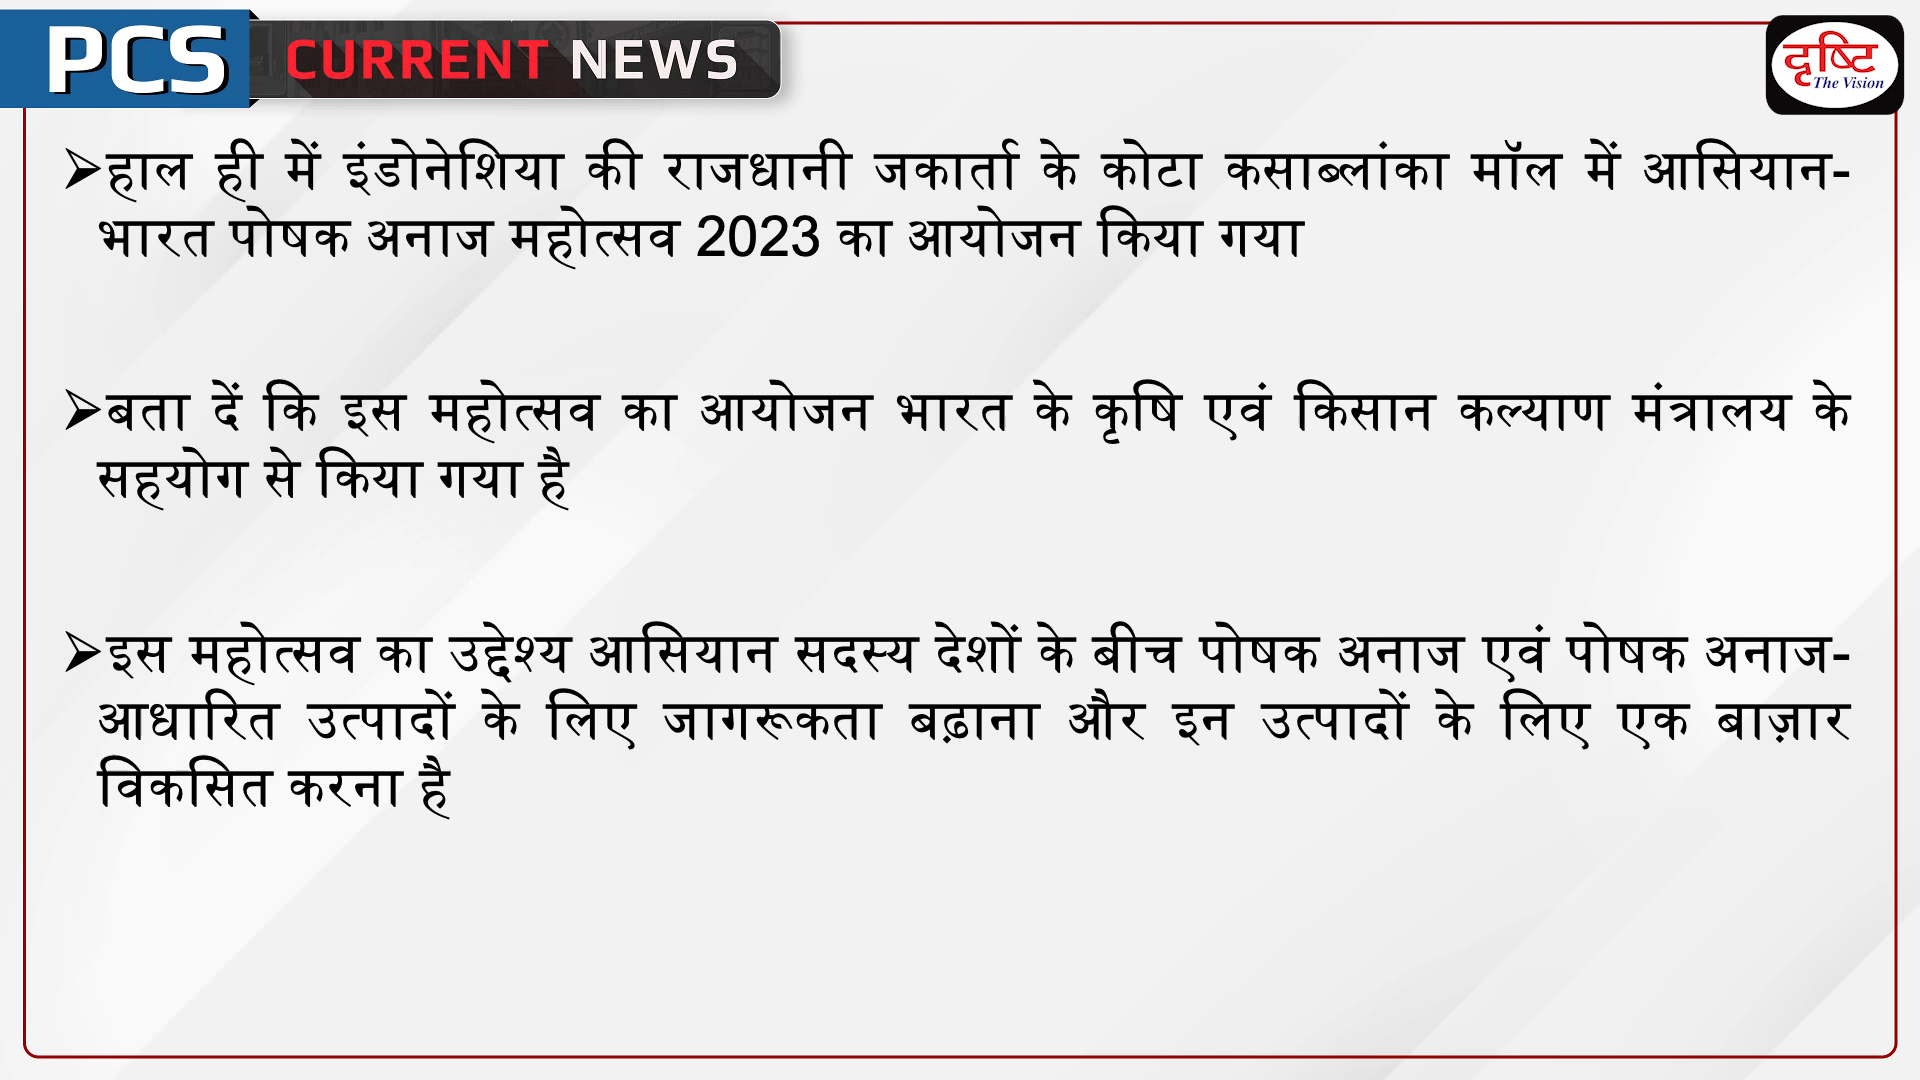 PCS CURRENT NEWS
दृष्टि
The Vision
➢हाल ही में इंडोनेशिया की राजधानी जकार्ता के कोटा कसाब्लांका मॉल में आसियान-
भारत पोषक अनाज महोत्सव 2023 का आयोजन किया गया
➢बता दें कि इस महोत्सव का आयोजन भारत के कृषि एवं किसान कल्याण मंत्रालय के
सहयोग से किया गया है
➢इस महोत्सव का उद्देश्य आसियान सदस्य देशों के बीच पोषक अनाज एवं पोषक अनाज-
आधारित उत्पादों के लिए जागरूकता बढ़ाना और इन उत्पादों के लिए एक बाज़ार
विकसित करना है